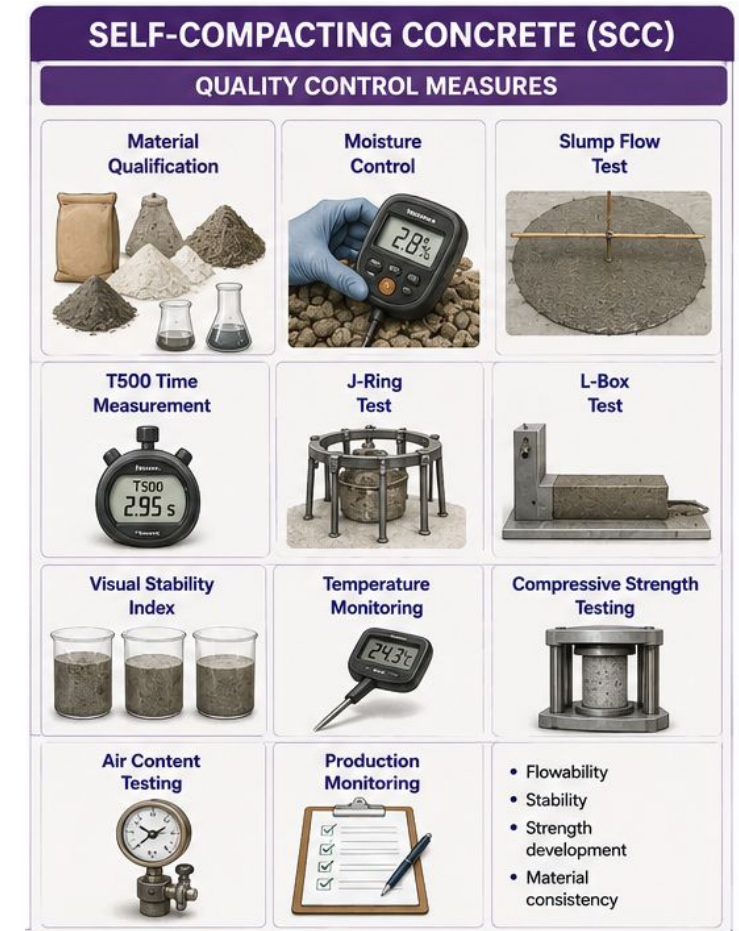 SELF-COMPACTING CONCRETE (SCC)
QUALITY CONTROL MEASURES
Material
Qualification
Moisture
Control
2.8
Slump Flow
Test
T500 Time
Measurement
T500
2.95 s
J-Ring
Test
L-Box
Test
Visual Stability
Index
Temperature
Monitoring
24.3°C
Compressive Strength
Testing
Air Content
Testing
Production
Monitoring
• Flowability
• Stability
• Strength
development
• Material
consistency